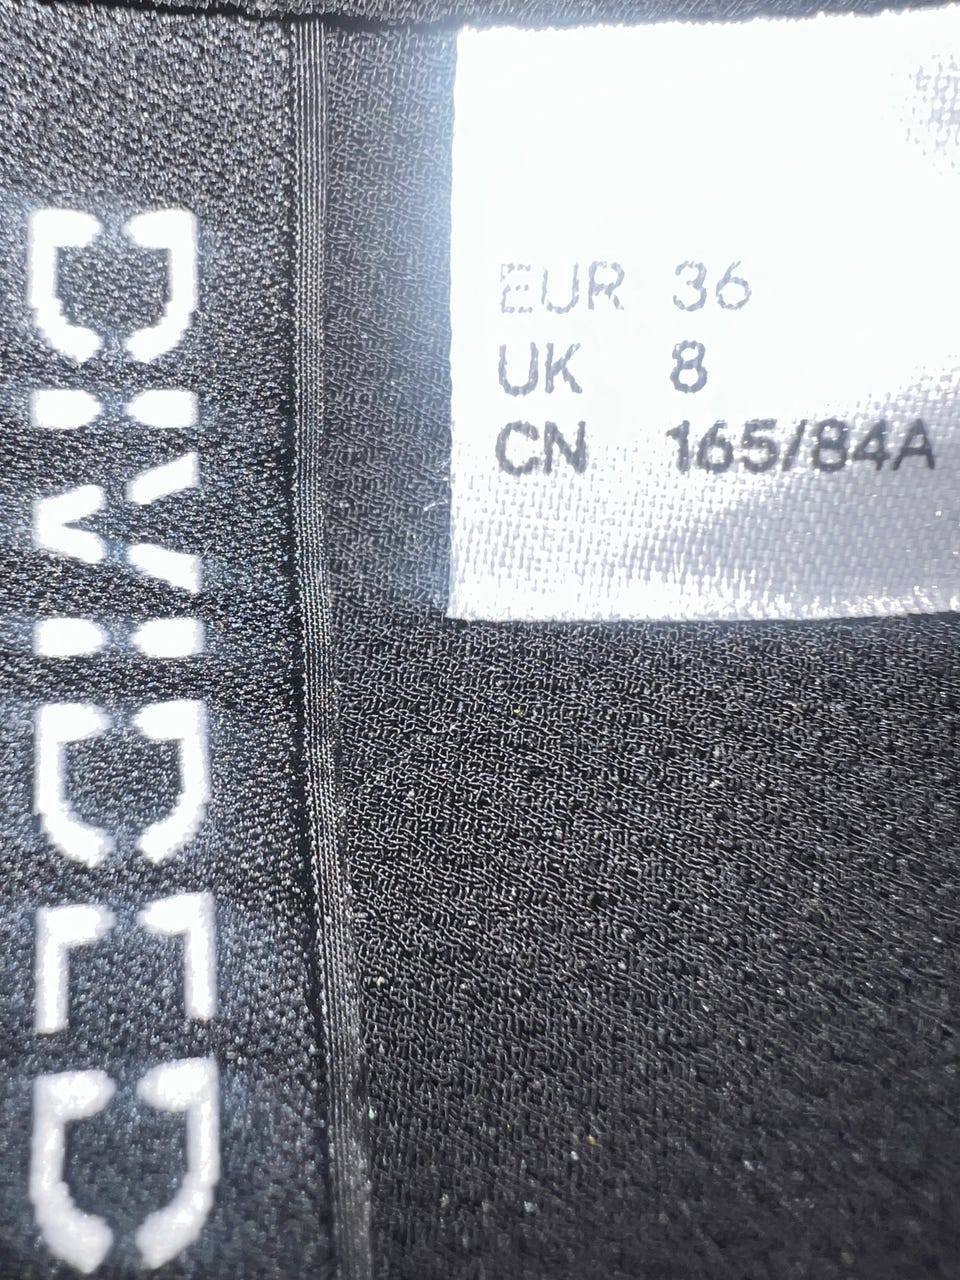 DIVIDED
EUR 36
UK 8
CN 165/84A